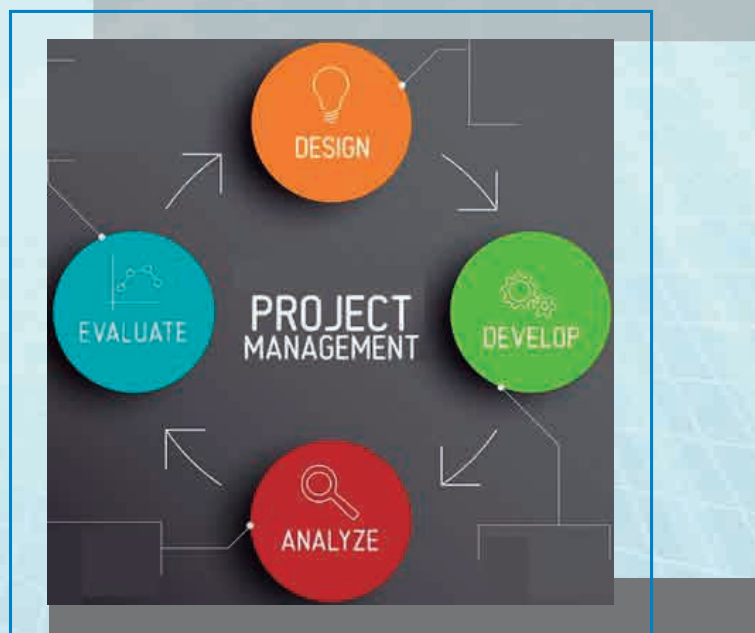 DESIGN
EVALUATE
PROJECT
MANAGEMENT
DEVELOP
ANALYZE